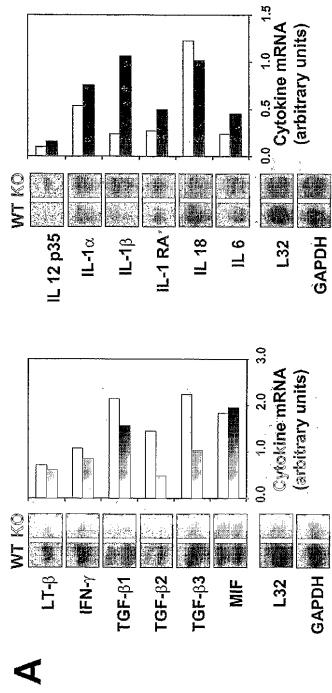 A
WT KO
LT-β
IFN-γ
TGF-β1
TGF-β2
TGF-β3
MIF
L32
GAPDH
0.0 1.0 2.0 3.0
Cytokine mRNA
(arbitrary units)
WT KO
IL 12 p35
IL-1α
IL-1β
IL-1 RA
IL 18
IL 6
L32
GAPDH
0.0 0.5 1.0 1.5
Cytokine mRNA
(arbitrary units)